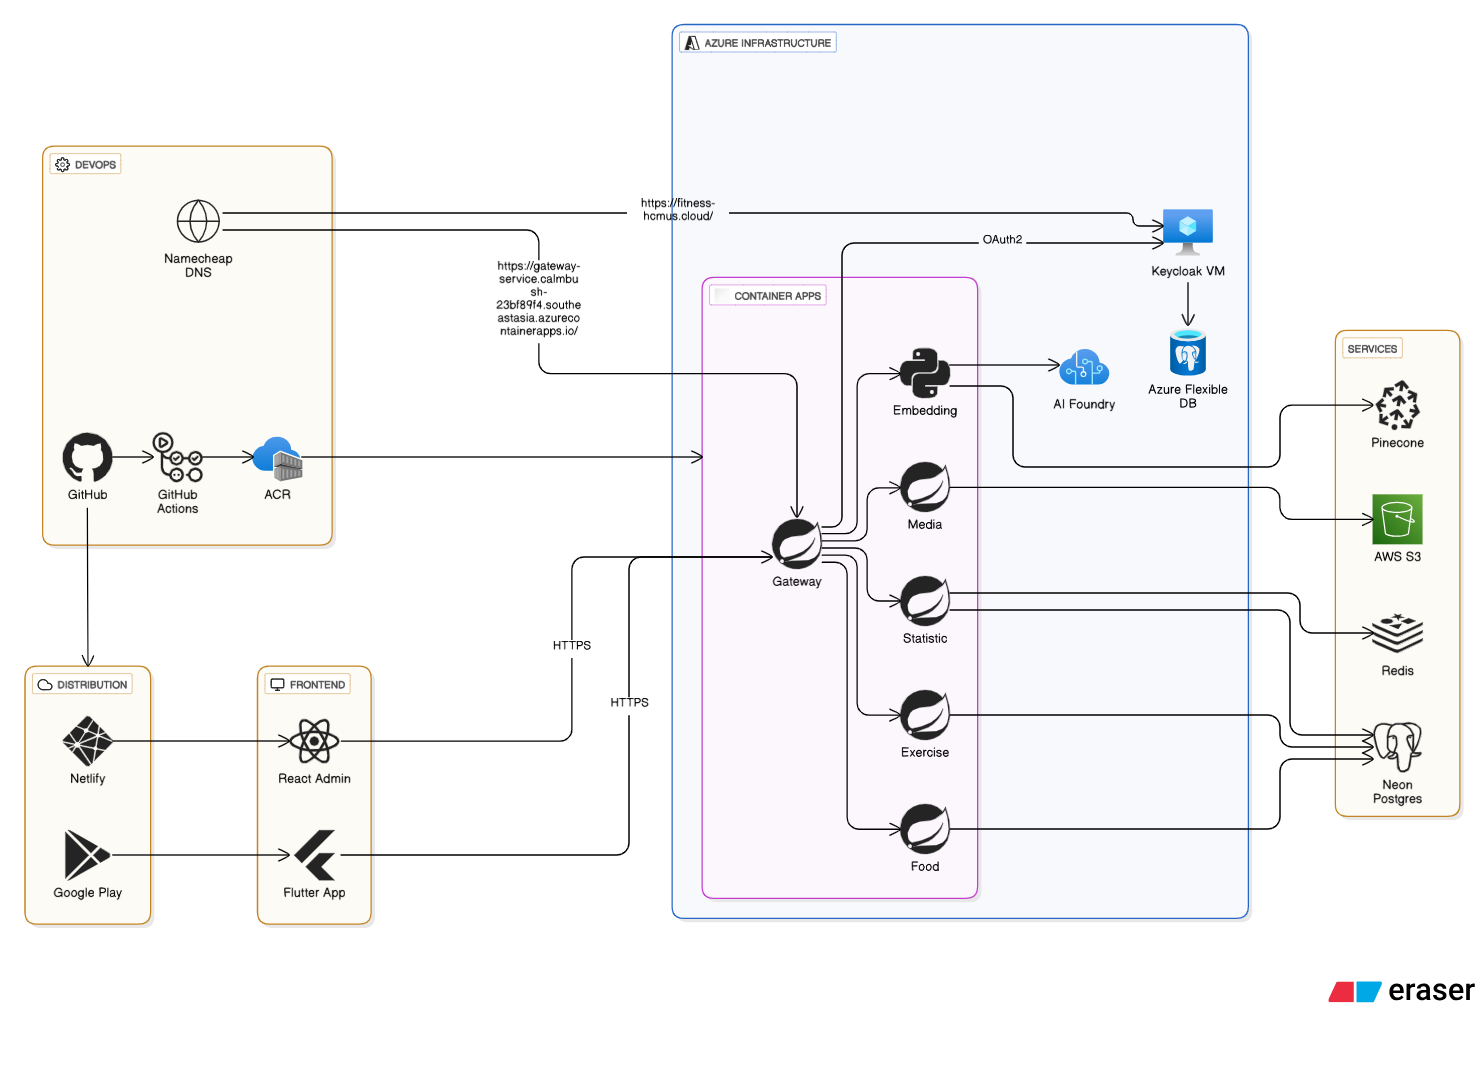 AZURE INFRASTRUCTURE
DEVOPS
Namecheap
DNS
https://fitness-
hcmus.cloud/
OAuth2
Keycloak VM
https://gateway-
service.calmbu
sh-
23bf89f4.southe
astasia.azureco
ntainerapps.io/
CONTAINER APPS
Embedding
AI Foundry
Azure Flexible
DB
SERVICES
Pinecone
GitHub
GitHub
Actions
ACR
Media
AWS S3
Gateway
Statistic
Redis
HTTPS
HTTPS
DISTRIBUTION
FRONTEND
Netlify
React Admin
Exercise
Neon
Postgres
Google Play
Flutter App
Food
eraser